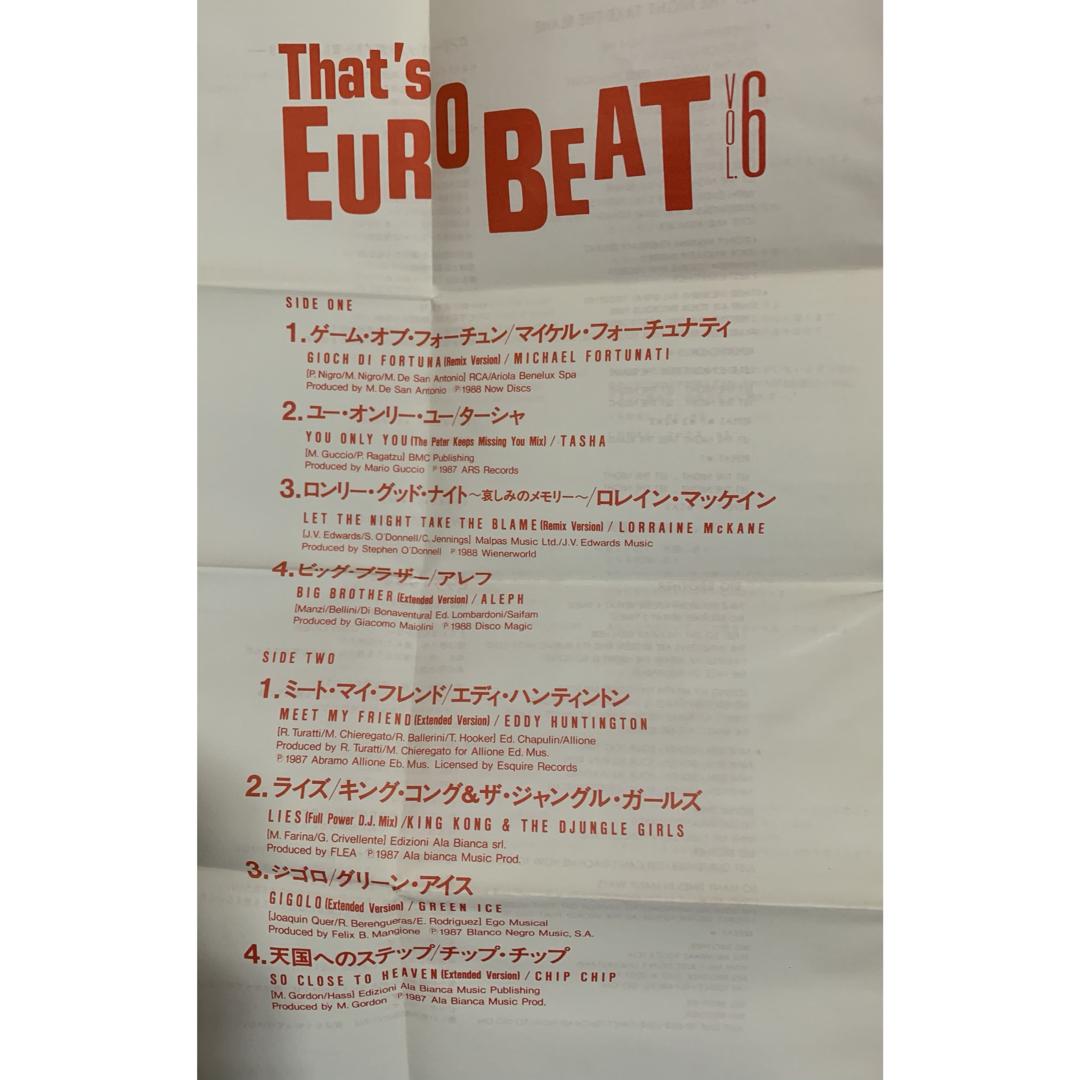 That's
EUROBEAT VOL. 6
SIDE ONE
1.ゲーム・オブ・フォーチュン/マイケル・フォーチュナティ
GIOCH DI FORTUNA(Remix Version) / MICHAEL FORTUNATI
[P. Nigro/M. Nigro/M. De San Antonio] RCA/Ariola Benelux Spa
Produced by M. De San Antonio ℗1988 Now Discs
2.ユー・オンリー・ユー/ターシャ
YOU ONLY YOU(The Peter Keeps Missing You Mix) / TASHA
[M. Guccio/P. Ragatzu] BMC Publishing
Produced by Mario Guccio ℗1987 ARS Records
3.ロンリー・グッド・ナイト〜哀しみのメモリー〜/ロレイン・マッケイン
LET THE NIGHT TAKE THE BLAME(Remix Version) / LORRAINE McKANE
[J.V. Edwards/S. O'Donnell/C. Jennings] Malpas Music Ltd./J.V. Edwards Music
Produced by Stephen O'Donnell ℗1988 Wienerworld
4.ビッグ-ブラザー/アレフ
BIG BROTHER(Extended Version) / ALEPH
[Manzi/Bellini/Di Bonaventura] Ed. Lombardoni/Saifam
Produced by Giacomo Maiolini ℗1988 Disco Magic
SIDE TWO
1.ミート・マイ・フレンド/エディ・ハンティントン
MEET MY FRIEND(Extended Version) / EDDY HUNTINGTON
[R. Turatti/M. Chieregato/R. Ballerini/T. Hooker] Ed. Chapulin/Allione
Produced by R. Turatti/M. Chieregato for Allione Ed. Mus.
℗1987 Abramo Allione Eb. Mus. Licensed by Esquire Records
2.ライズ/キング・コング&ザ・ジャングル・ガールズ
LIES(Full Power D.J. Mix) /KING KONG & THE DJUNGLE GIRLS
[M. Farina/G. Crivellente] Edizioni Ala Bianca srl.
Produced by FLEA ℗1987 Ala bianca Music Prod.
3.ジゴロ/グリーン・アイス
GIGOLO(Extended Version) / GREEN ICE
[Joaquin Quer/R. Berengueras/E. Rodriguez] Ego Musical
Produced by Felix B. Mangione ℗1987 Blanco Negro Music, S.A.
4.天国へのステップ/チップ・チップ
SO CLOSE TO HEAVEN(Extended Version) / CHIP CHIP
[M. Gordon/Hass] Edizioni Ala Bianca Music Publishing
Produced by M. Gordon ℗1987 Ala Bianca Music Prod.